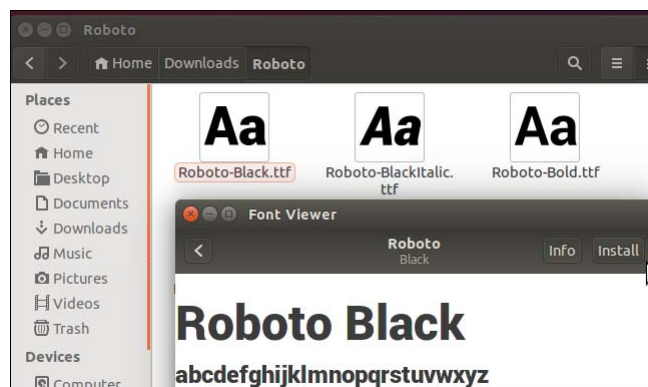 Roboto
Home Downloads Roboto
Places
Recent
Home
Desktop
Documents
Downloads
Music
Pictures
Videos
Trash
Devices
Computer
Aa
Aa
Aa
Roboto-Black.ttf
Roboto-BlackItalic.
ttf
Roboto-Bold.ttf
Font Viewer
Roboto
Black
Info
Install
Roboto Black
abcdefghijklmnopqrstuvwxyz